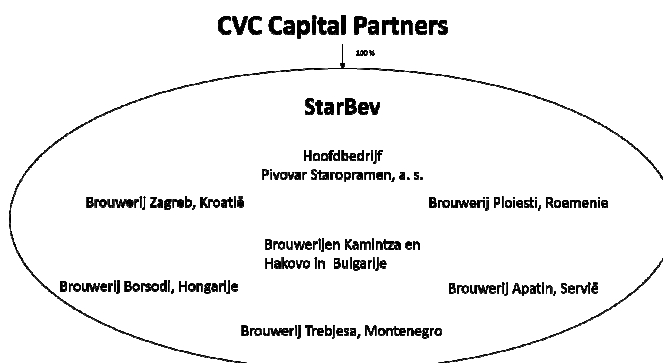 CVC Capital Partners
100 %
StarBev
Hoofdbedrijf
Pivovar Staropramen, a. s.
Brouwerij Zagreb, Kroatië
Brouwerij Ploiesti, Roemenie
Brouwerijen Kamintza en
Hakovo in Bulgarije
Brouwerij Borsodi, Hongarije
Brouwerij Apatin, Servië
Brouwerij Trebjesa, Montenegro